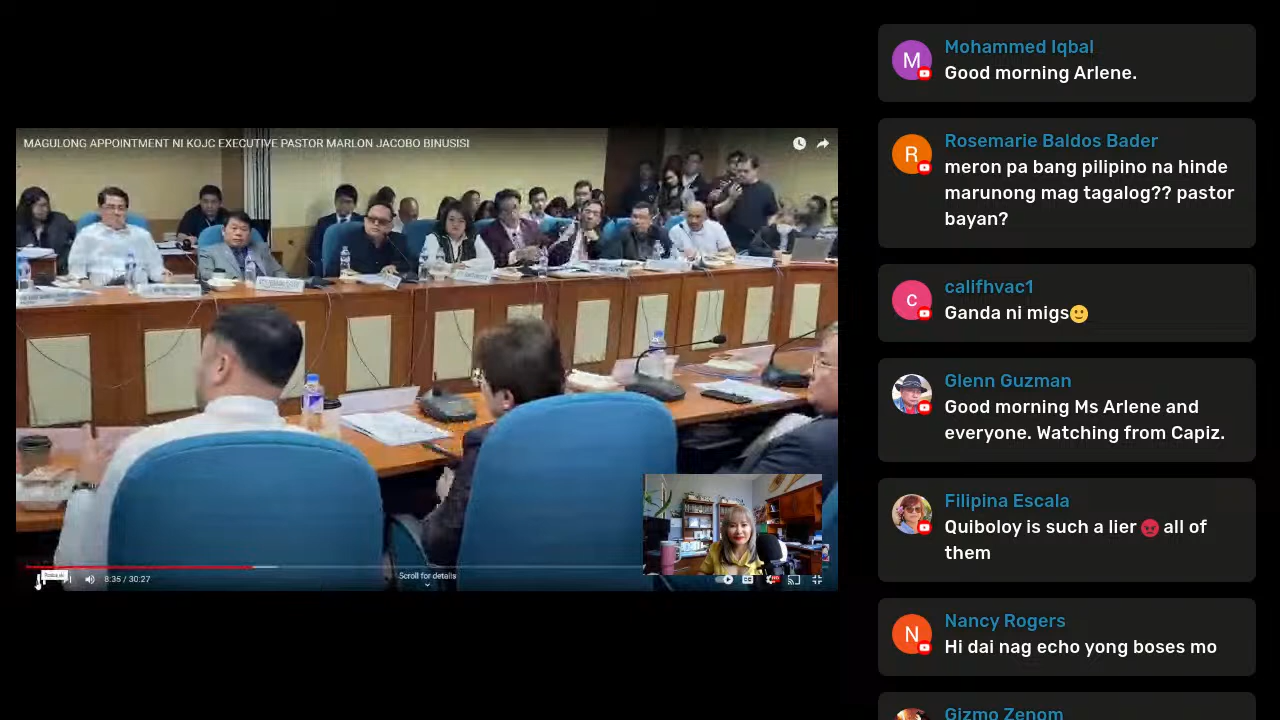 MAGULONG APPOINTMENT NI KOJC EXECUTIVE PASTOR MARLON JACOBO BINUSISI
8:35 / 30:27
Scroll for details
M
Mohammed Iqbal
Good morning Arlene.
R
Rosemarie Baldos Bader
meron pa bang pilipino na hinde
marunong mag tagalog?? pastor
bayan?
c
califhvac1
Ganda ni migs🙂
Glenn Guzman
Good morning Ms Arlene and
everyone. Watching from Capiz.
Filipina Escala
Quiboloy is such a lier 😡 all of
them
N
Nancy Rogers
Hi dai nag echo yong boses mo
Gizmo Zenom